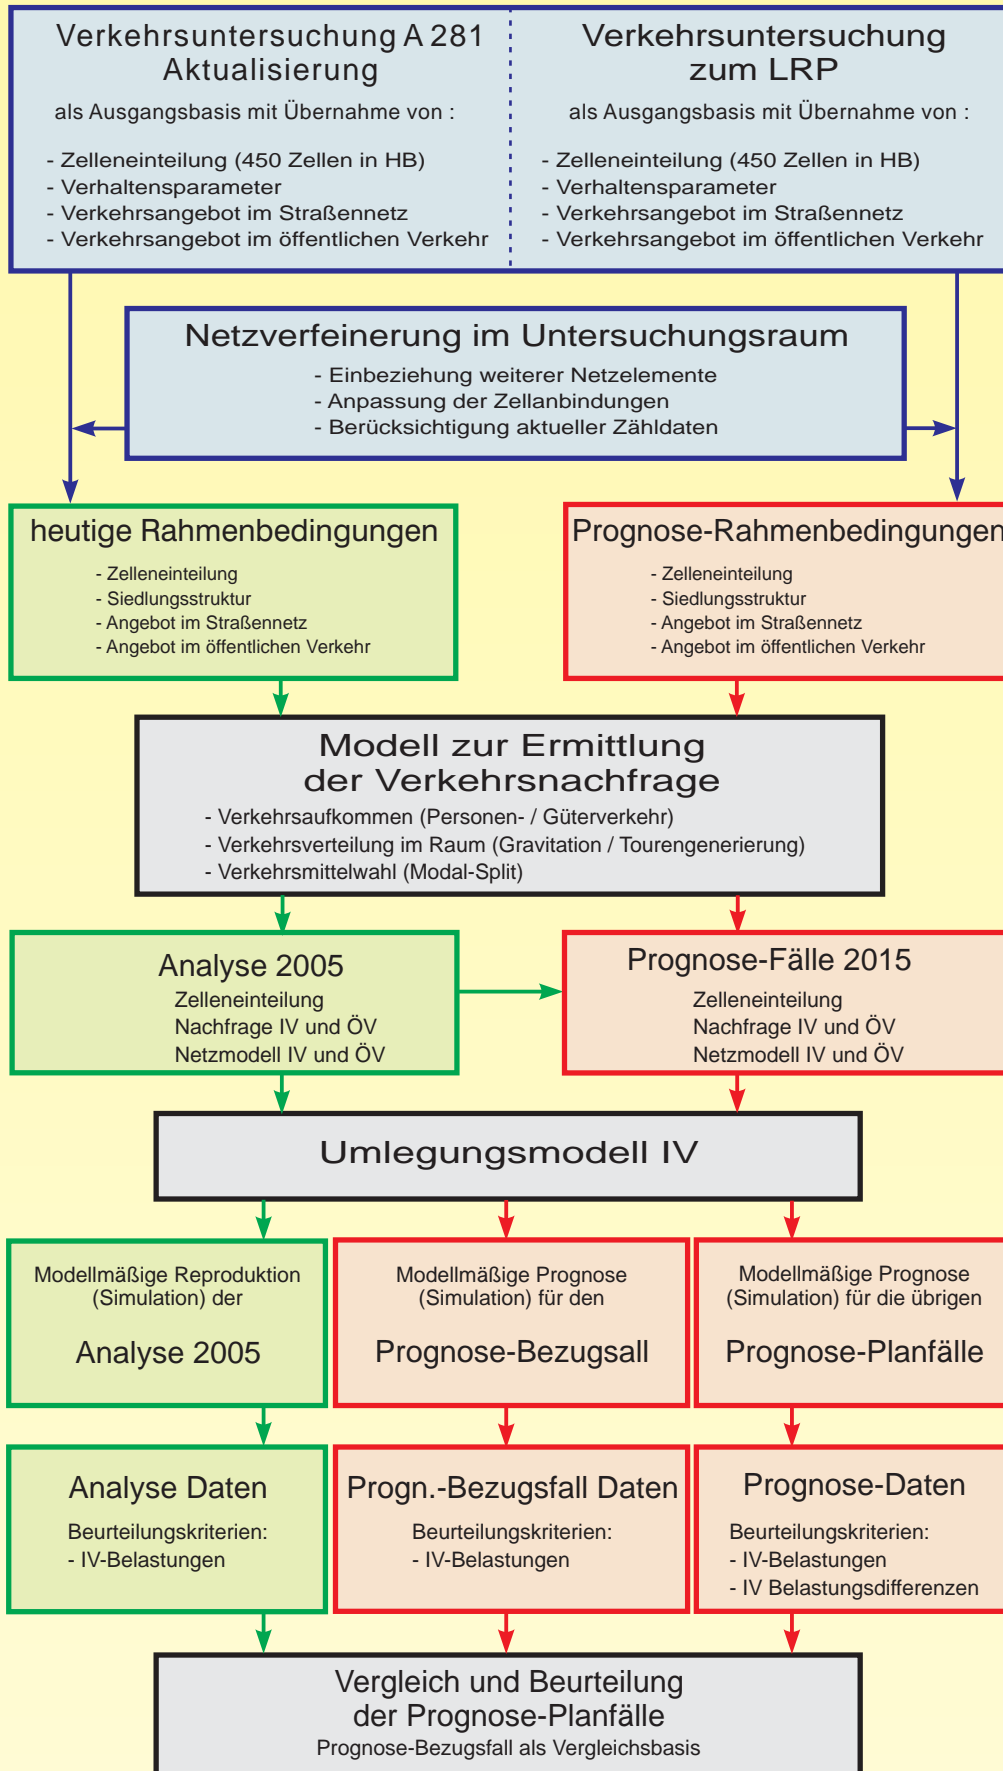 Verkehrsuntersuchung A 281
Aktualisierung
als Ausgangsbasis mit Übernahme von :
- Zelleneinteilung (450 Zellen in HB)
- Verhaltensparameter
- Verkehrsangebot im Straßennetz
- Verkehrsangebot im öffentlichen Verkehr
Verkehrsuntersuchung
zum LRP
als Ausgangsbasis mit Übernahme von :
- Zelleneinteilung (450 Zellen in HB)
- Verhaltensparameter
- Verkehrsangebot im Straßennetz
- Verkehrsangebot im öffentlichen Verkehr
Netzverfeinerung im Untersuchungsraum
- Einbeziehung weiterer Netzelemente
- Anpassung der Zellanbindungen
- Berücksichtigung aktueller Zähldaten
heutige Rahmenbedingungen
- Zelleneinteilung
- Siedlungsstruktur
- Angebot im Straßennetz
- Angebot im öffentlichen Verkehr
Prognose-Rahmenbedingungen
- Zelleneinteilung
- Siedlungsstruktur
- Angebot im Straßennetz
- Angebot im öffentlichen Verkehr
Modell zur Ermittlung
der Verkehrsnachfrage
- Verkehrsaufkommen (Personen- / Güterverkehr)
- Verkehrsverteilung im Raum (Gravitation / Tourengenerierung)
- Verkehrsmittelwahl (Modal-Split)
Analyse 2005
Zelleneinteilung
Nachfrage IV und ÖV
Netzmodell IV und ÖV
Prognose-Fälle 2015
Zelleneinteilung
Nachfrage IV und ÖV
Netzmodell IV und ÖV
Umlegungsmodell IV
Modellmäßige Reproduktion
(Simulation) der
Analyse 2005
Modellmäßige Prognose
(Simulation) für den
Prognose-Bezugsall
Modellmäßige Prognose
(Simulation) für die übrigen
Prognose-Planfälle
Analyse Daten
Beurteilungskriterien:
- IV-Belastungen
Progn.-Bezugsfall Daten
Beurteilungskriterien:
- IV-Belastungen
Prognose-Daten
Beurteilungskriterien:
- IV-Belastungen
- IV Belastungsdifferenzen
Vergleich und Beurteilung
der Prognose-Planfälle
Prognose-Bezugsfall als Vergleichsbasis